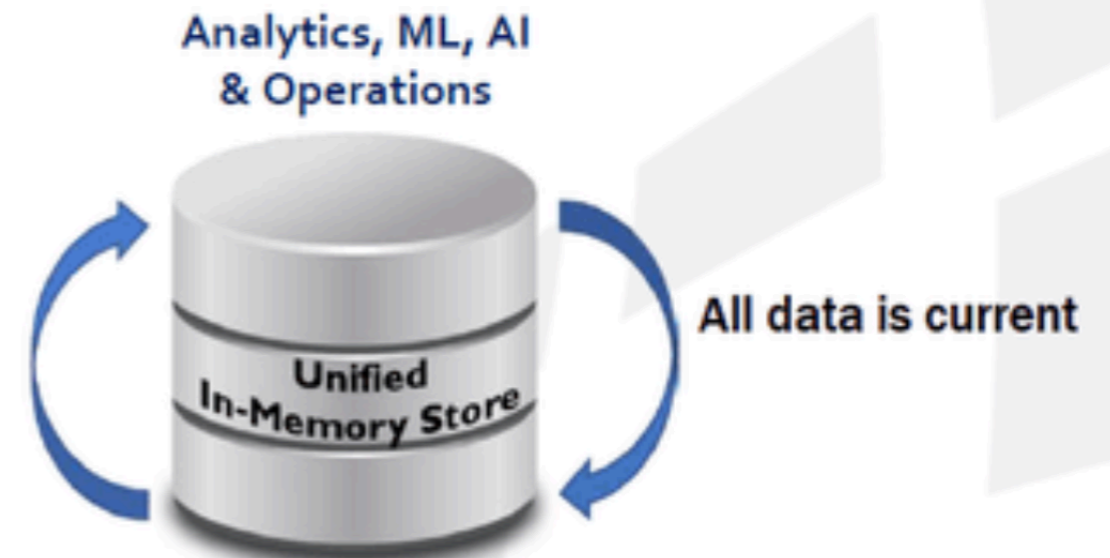 Analytics, ML, AI
& Operations
Unified
In-Memory Store
All data is current